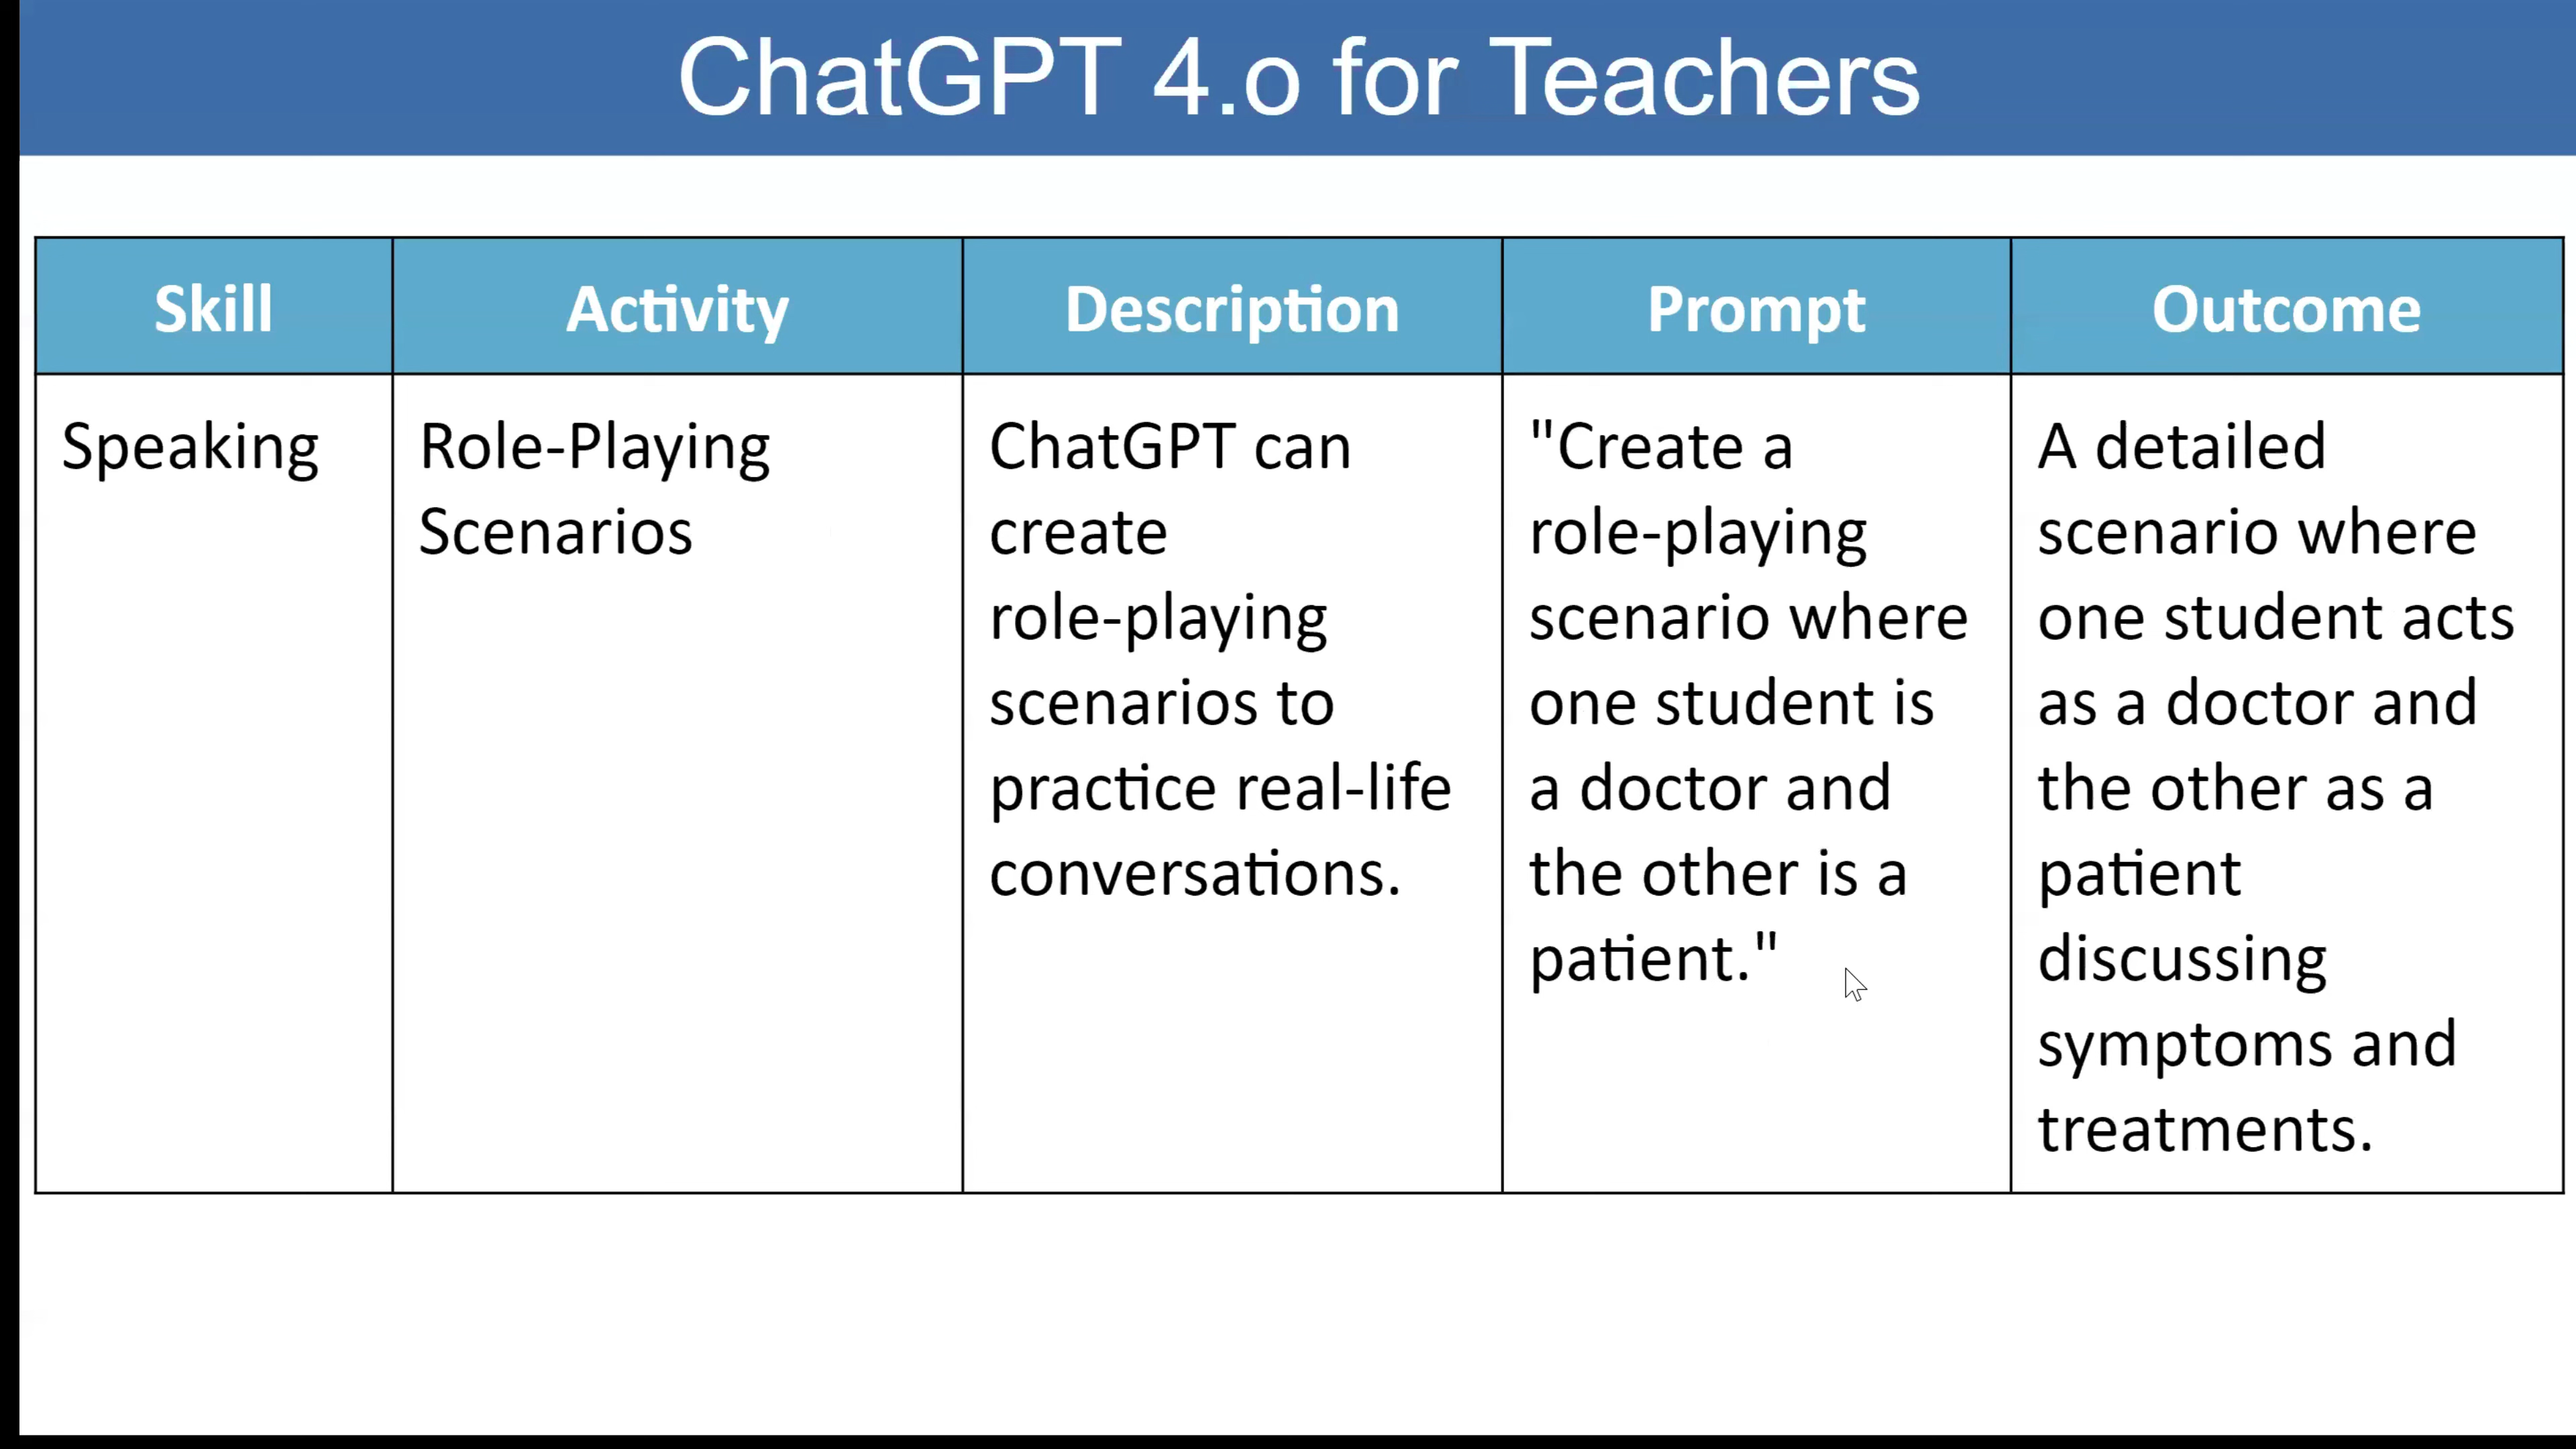 ChatGPT 4.o for Teachers
Skill
Activity
Description
Prompt
Outcome
Speaking
Role-Playing
Scenarios
ChatGPT can
create
role-playing
scenarios to
practice real-life
conversations.
"Create a
role-playing
scenario where
one student is
a doctor and
the other is a
patient."
A detailed
scenario where
one student acts
as a doctor and
the other as a
patient
discussing
symptoms and
treatments.